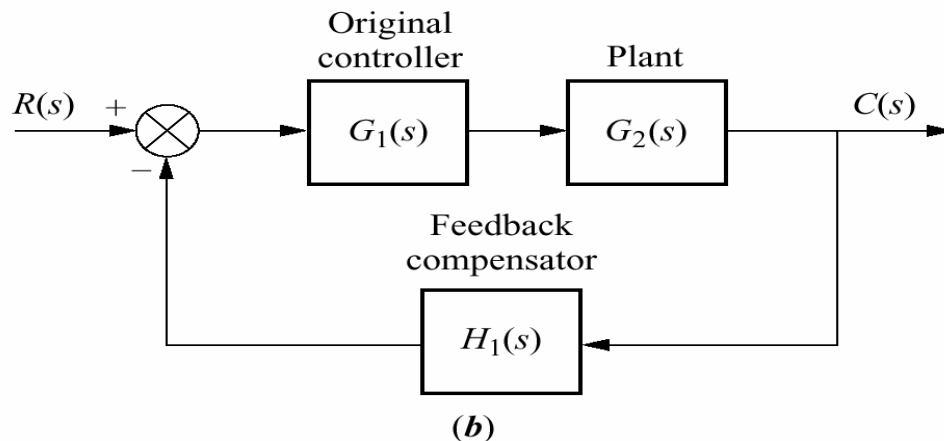 Original
controller
Plant
R(s)
+
C(s)
G₁(s)
G₂(s)
−
Feedback
compensator
H₁(s)
(b)